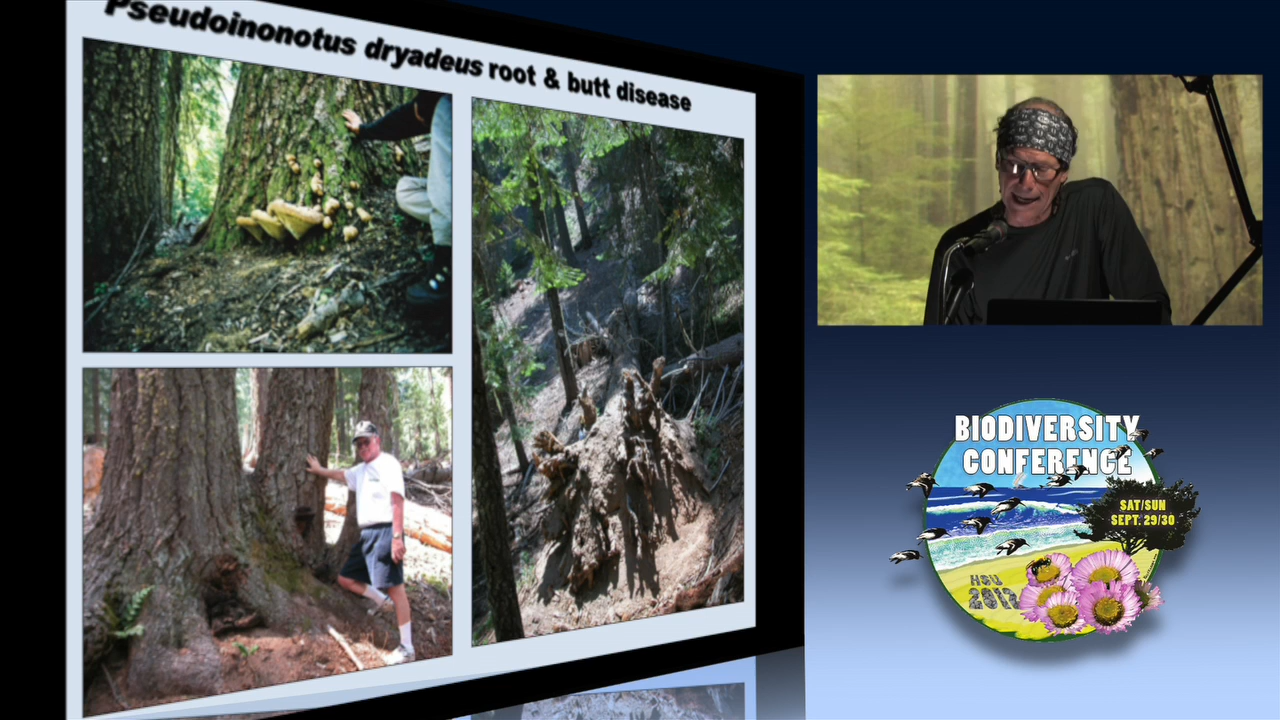 Pseudoinonotus dryadeus root & butt disease
BIODIVERSITY
CONFERENCE
SAT/SUN
SEPT. 29/30
HSU
2012